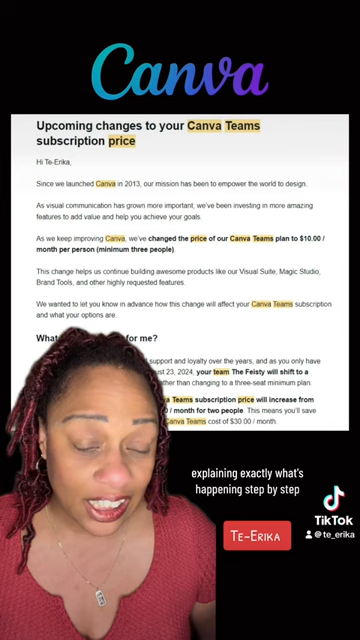 Canva
Upcoming changes to your Canva Teams
subscription price
Hi Te-Erika,
Since we launched Canva in 2013, our mission has been to empower the world to design.
As visual communication has grown more important, we've been investing in more amazing
features to add value and help you achieve your goals.
As we keep improving Canva, we've changed the price of our Canva Teams plan to $10.00 /
month per person (minimum three people).
This change helps us continue building awesome products like our Visual Suite, Magic Studio,
Brand Tools, and other highly requested features.
We wanted to let you know in advance how this change will affect your Canva Teams subscription
and what your options are.
for me?
support and loyalty over the years, and as you only have
23, 2024, your team The Feisty will shift to a
rather than changing to a three-seat minimum plan.
Teams subscription price will increase from
/ month for two people. This means you'll save
Canva Teams cost of $30.00 / month.
explaining exactly what's
happening step by step
Te-Erika
TikTok
@te_erika